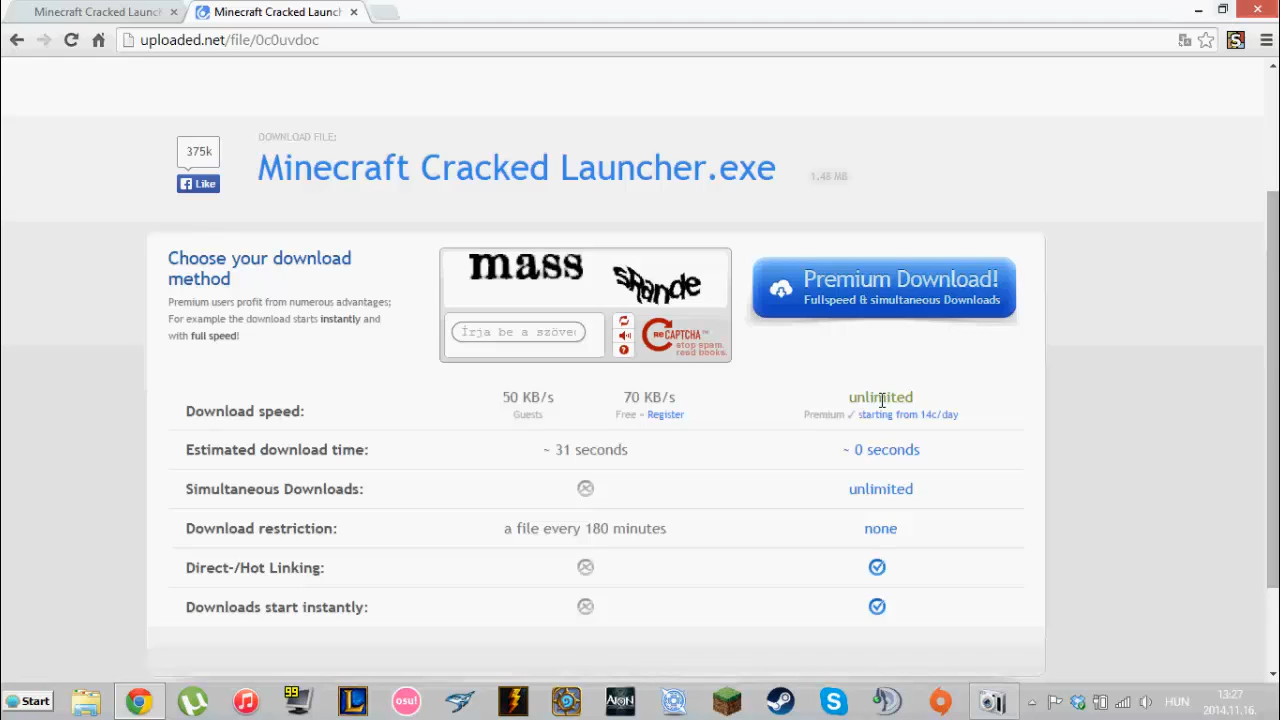 Minecraft Cracked Launch
Minecraft Cracked Launch
uploaded.net/file/0c0uvdoc
375k
Like
DOWNLOAD FILE:
Minecraft Cracked Launcher.exe
1.48 MB
Choose your download
method
Premium users profit from numerous advantages;
For example the download starts instantly and
with full speed!
mass
Írja be a szöve
reCAPTCHA™
stop spam.
read books.
Premium Download!
Fullspeed & simultaneous Downloads
Download speed:
50 KB/s
Guests
70 KB/s
Free - Register
unlimited
Premium ✓ starting from 14c/day
Estimated download time:
~ 31 seconds
~ 0 seconds
Simultaneous Downloads:
unlimited
Download restriction:
a file every 180 minutes
none
Direct-/Hot Linking:
Downloads start instantly:
Start
99
osu!
AION
HUN
13:27
2014.11.16.